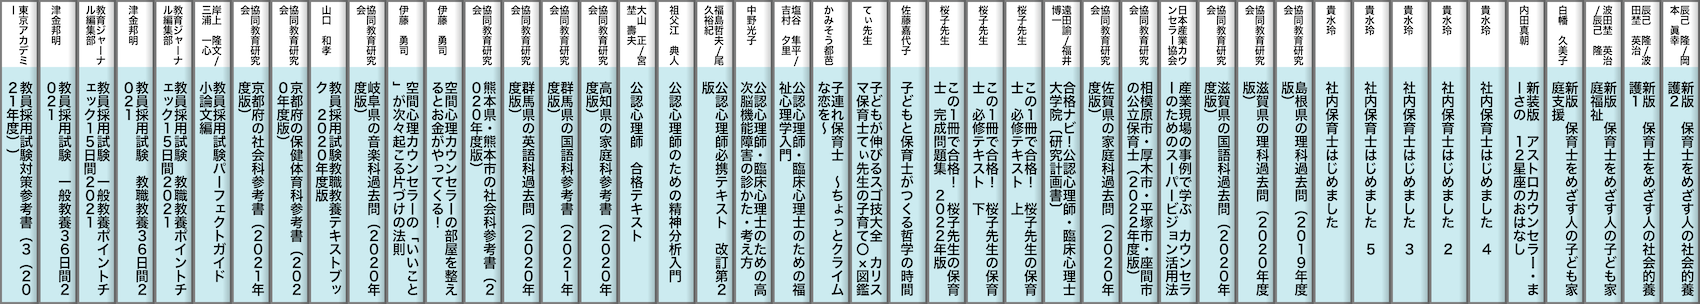 辰己 隆/岡
本 眞幸
新版 保育士をめざす人の社会的養
護2
辰己 隆/波
田埜 英治
新版 保育士をめざす人の社会的養
護1
波田埜 英治
/辰己 隆
新版 保育士をめざす人の子ども家
庭福祉
白幡 久美子
新版 保育士をめざす人の子ども家
庭支援
内田真朝
新装版 アストロカウンセラー・ま
ーさの 12星座のおはなし
貴水玲
社内保育士はじめました 4
貴水玲
社内保育士はじめました 2
貴水玲
社内保育士はじめました 3
貴水玲
社内保育士はじめました 5
貴水玲
社内保育士はじめました
協同教育研究
会
島根県の理科過去問 (2019年度
版)
協同教育研究
会
滋賀県の理科過去問 (2020年度
版)
協同教育研究
会
滋賀県の国語科参考書 (2020年
度版)
日本産業カウ
ンセラー協会
産業現場の事例で学ぶ カウンセラ
ーのためのスーパービジョン活用法
協同教育研究
会
相模原市・厚木市・平塚市・座間市
の公立保育士 (2022年度版)
協同教育研究
会
佐賀県の家庭科過去問 (2020年
度版)
遠田諭/福井
博一
合格ナビ!公認心理師・臨床心理士
大学院〔研究計画書〕
桜子先生
この1冊で合格! 桜子先生の保育
士 必修テキスト 上
桜子先生
この1冊で合格! 桜子先生の保育
士 必修テキスト 下
桜子先生
この1冊で合格! 桜子先生の保育
士 完成問題集 2022年版
佐藤嘉代子
子どもと保育士がつくる哲学の時間
てぃ先生
子どもが伸びるスゴ技大全 カリス
マ保育士てぃ先生の子育て〇×図鑑
かみそう都芭
子連れ保育士 〜ちょっとクライム
な恋を〜
塩谷 隼平/
吉村 夕里
公認心理師・臨床心理士のための福
祉心理学入門
中野光子
公認心理師・臨床心理士のための高
次脳機能障害の診かた・考え方
福島哲夫/尾
久裕紀
公認心理師必携テキスト 改訂第2
版
祖父江 典人
公認心理師のための精神分析入門
大山 正/宮
埜 壽夫
公認心理師 合格テキスト
協同教育研究
会
高知県の家庭科参考書 (2020年
度版)
協同教育研究
会
群馬県の国語科参考書 (2021年
度版)
協同教育研究
会
群馬県の英語科過去問 (2020年
度版)
協同教育研究
会
熊本県・熊本市の社会科参考書 (2
020年度版)
伊藤 勇司
空間心理カウンセラーの部屋を整え
るとお金がやってくる!
伊藤 勇司
空間心理カウンセラーの「いいこと
」が次々起こる片づけの法則
協同教育研究
会
岐阜県の音楽科過去問 (2020年
度版)
山口 和孝
教員採用試験教職教養テキストブッ
ク 2020年度版
協同教育研究
会
京都府の保健体育科参考書 (202
0年度版)
協同教育研究
会
京都府の社会科参考書 (2021年
度版)
岸上 隆文/
三浦 一心
教員採用試験パーフェクトガイド
小論文編
教育ジャーナ
ル編集部
教員採用試験 教職教養ポイントチ
ェック15日間2021
津金邦明
教員採用試験 教職教養36日間2
021
教育ジャーナ
ル編集部
教員採用試験 一般教養ポイントチ
ェック15日間2021
津金邦明
教員採用試験 一般教養36日間2
021
東京アカデミ
ー
教員採用試験対策参考書(3 (20
21年度))